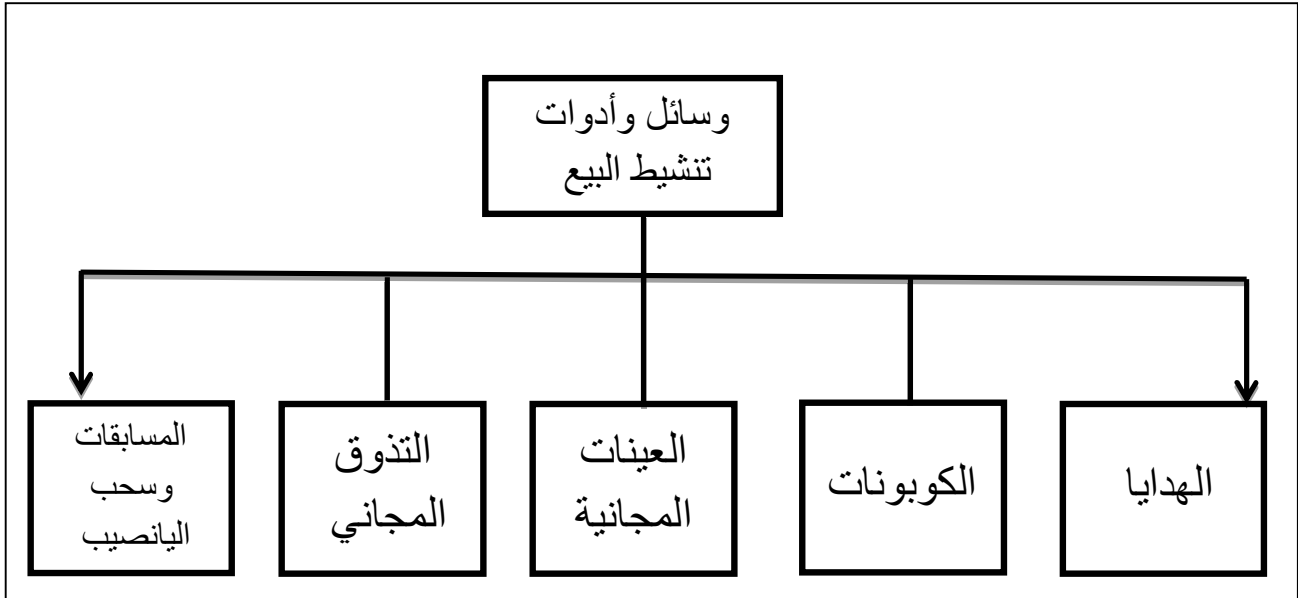 وسائل وأدوات
تنشيط البيع
الهدايا
الكوبونات
العينات
المجانية
التذوق
المجاني
المسابقات
وسحب
اليانصيب